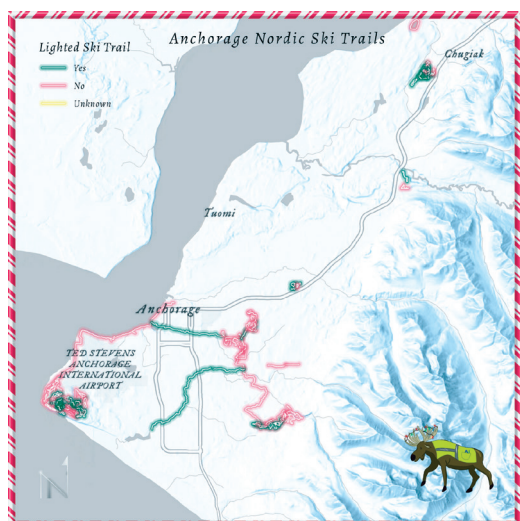 Anchorage Nordic Ski Trails
Lighted Ski Trail
Yes
No
Unknown
Chugiak
Tuomi
Anchorage
TED STEVENS
ANCHORAGE
INTERNATIONAL
AIRPORT
N